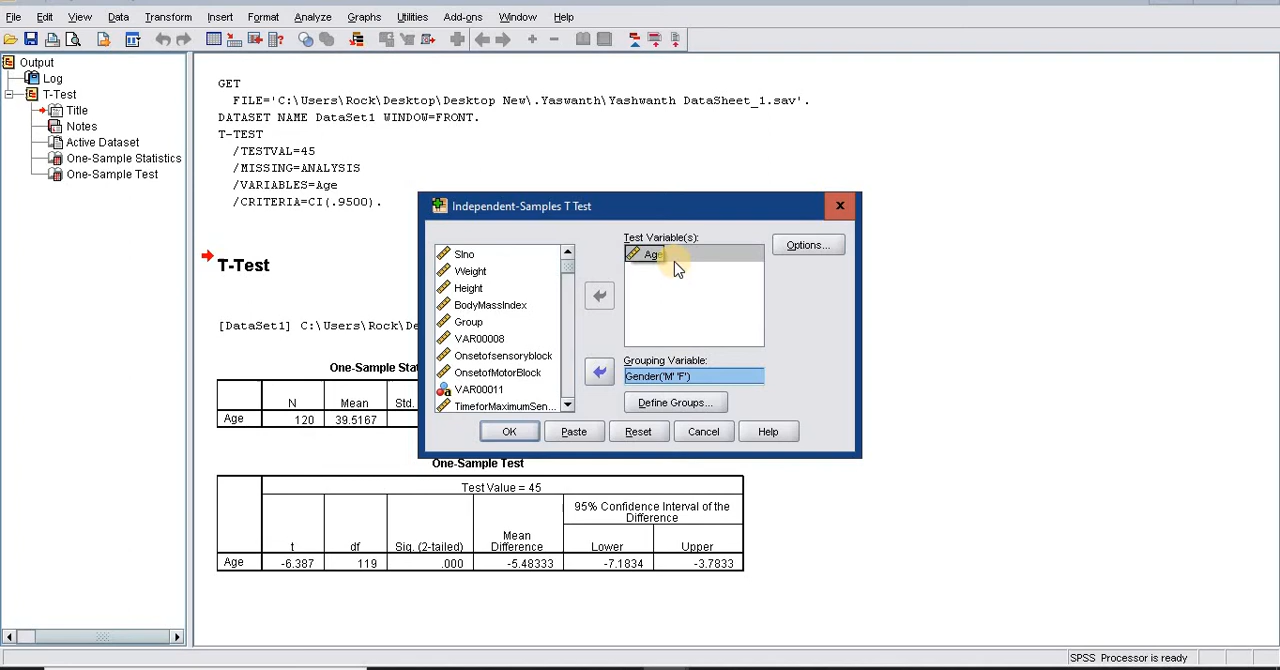 File Edit View Data Transform Insert Format Analyze Graphs Utilities Add-ons Window Help
Output
Log
T-Test
Title
Notes
Active Dataset
One-Sample Statistics
One-Sample Test
GET
FILE='C:\Users\Rock\Desktop\Desktop New\.Yaswanth\Yashwanth DataSheet_1.sav'.
DATASET NAME DataSet1 WINDOW=FRONT.
T-TEST
/TESTVAL=45
/MISSING=ANALYSIS
/VARIABLES=Age
/CRITERIA=CI(.9500).
T-Test
[DataSet1] C:\Users\Rock\De
One-Sample Stat
N Mean Std.
Age 120 39.5167
One-Sample Test
Test Value = 45
t df Sig. (2-tailed) Mean Difference 95% Confidence Interval of the Difference
Lower Upper
Age -6.387 119 .000 -5.48333 -7.1834 -3.7833
Independent-Samples T Test
Slno
Weight
Height
BodyMassIndex
Group
VAR00008
Onsetofsensoryblock
OnsetofMotorBlock
VAR00011
TimeforMaximumSen...
Test Variable(s):
Age
Options...
Grouping Variable:
Gender('M' 'F')
Define Groups...
OK Paste Reset Cancel Help
SPSS Processor is ready